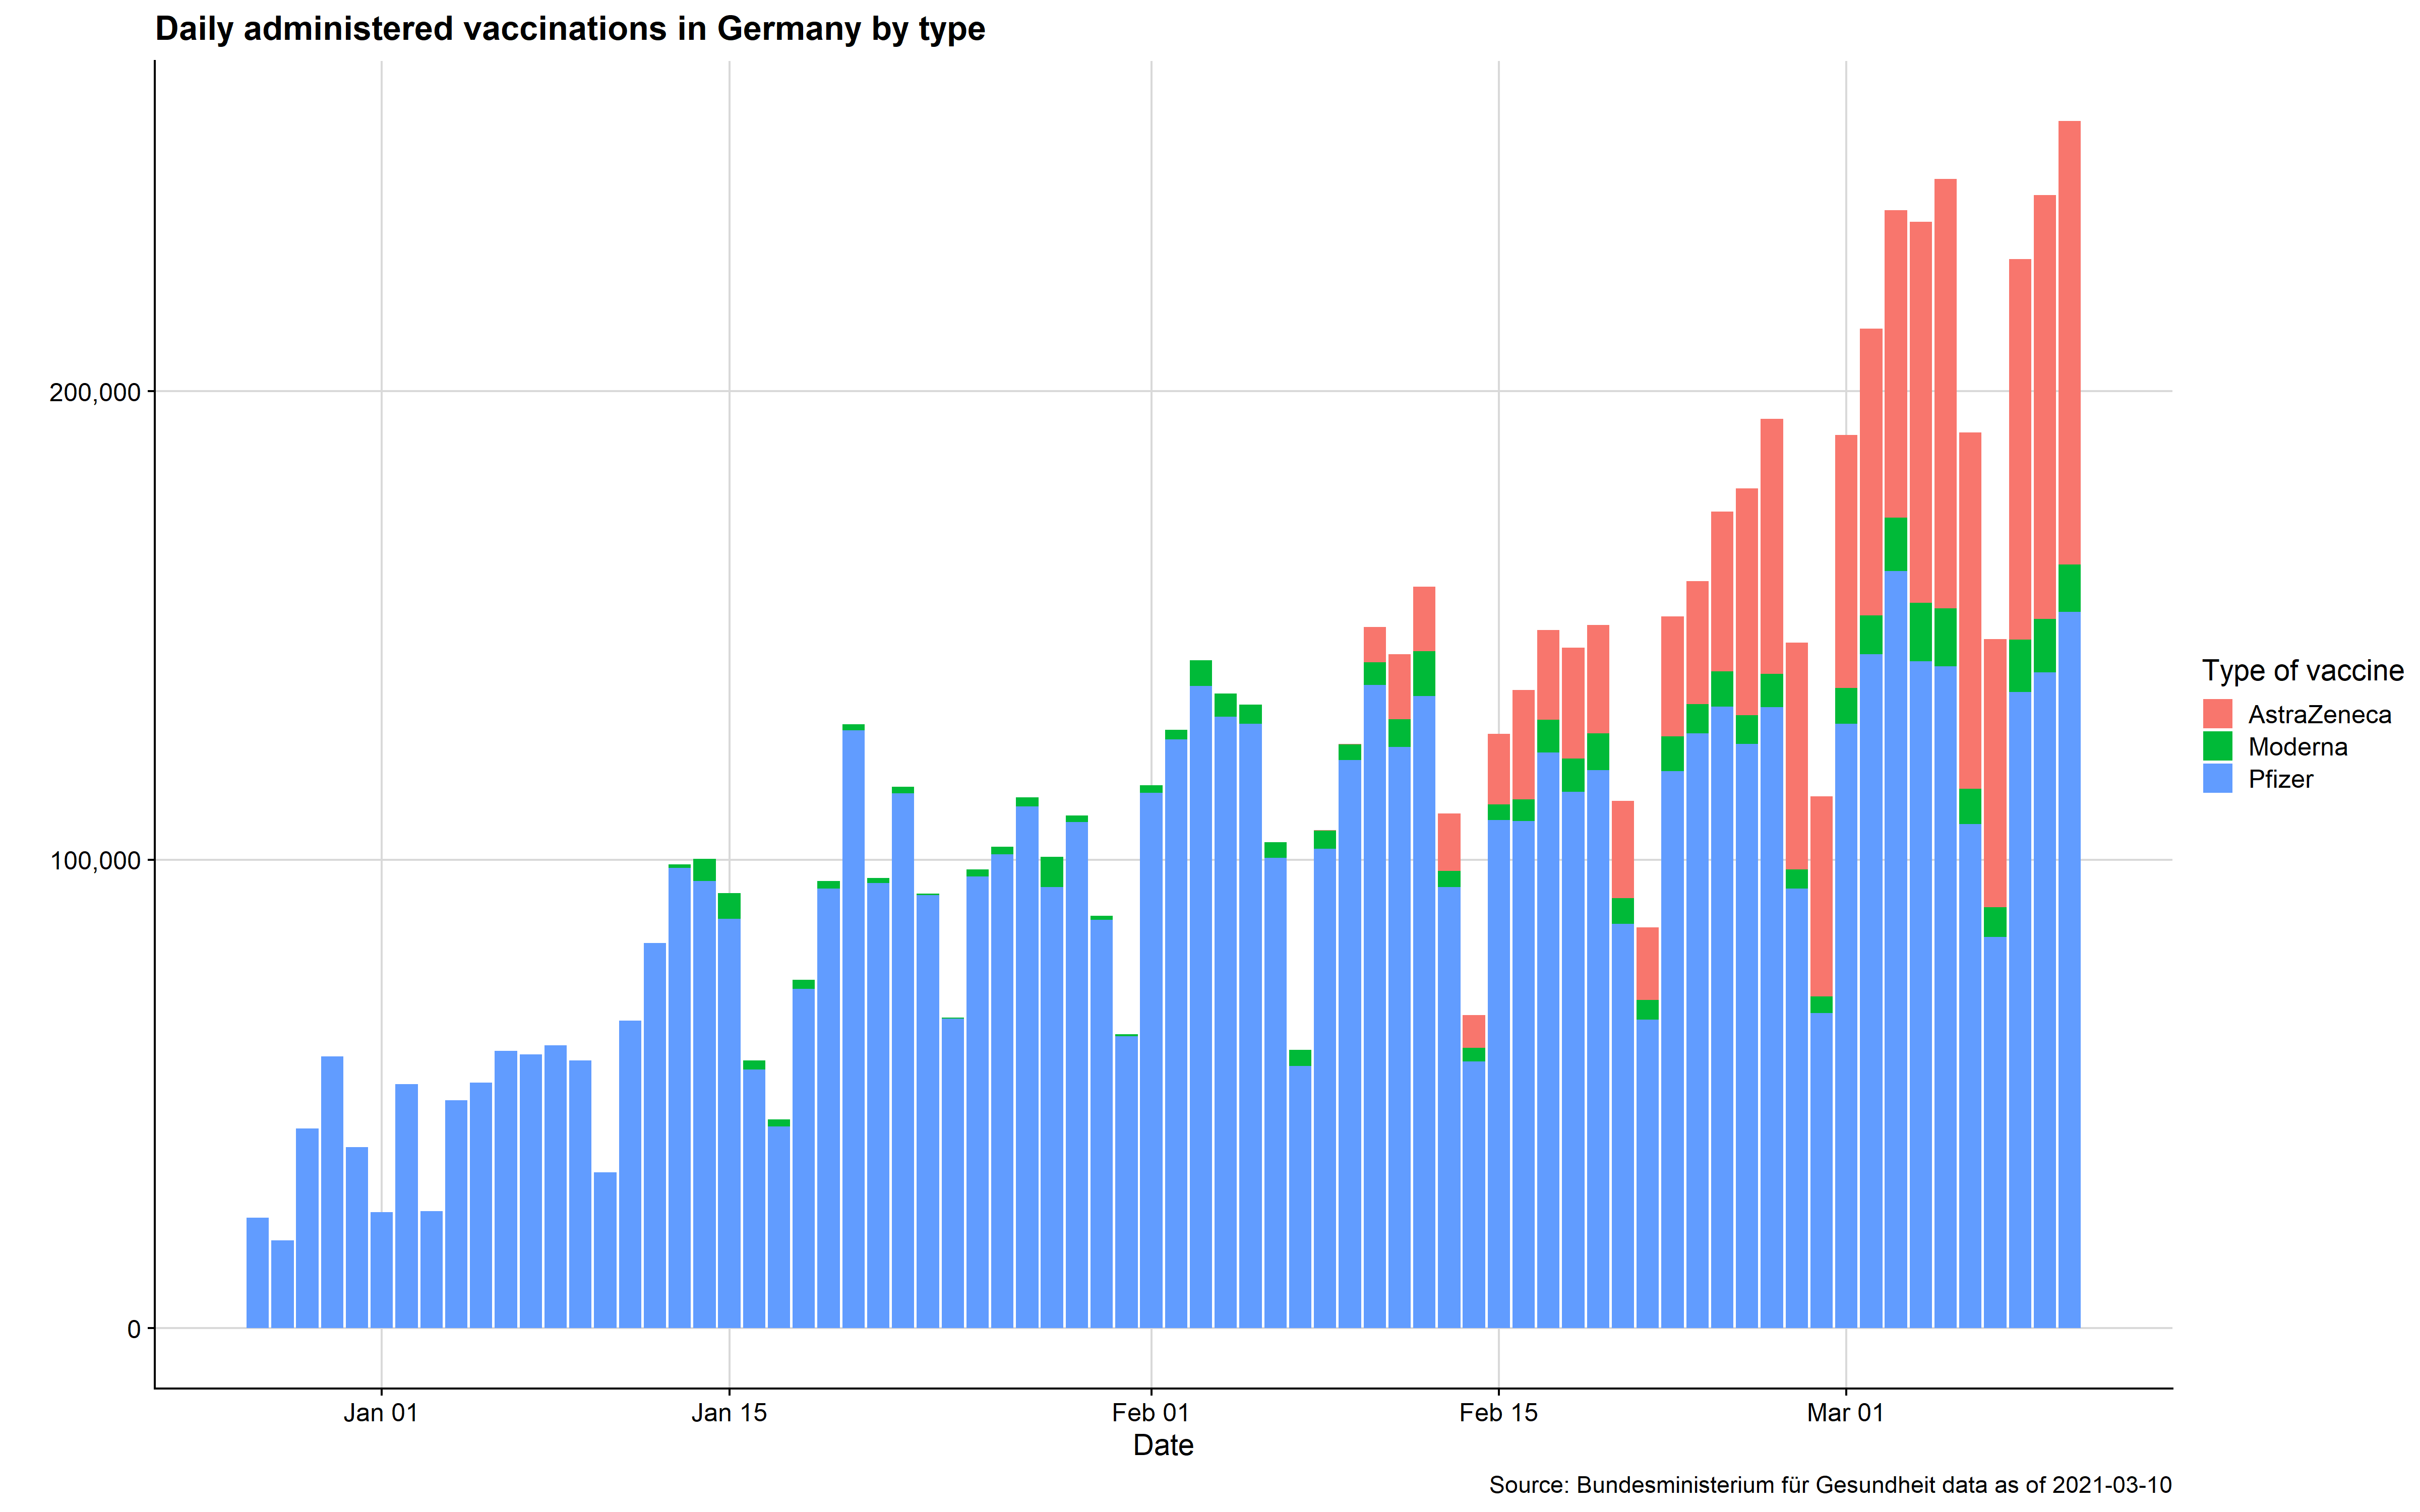 Daily administered vaccinations in Germany by type
200,000
100,000
0
Jan 01
Jan 15
Feb 01
Feb 15
Mar 01
Date
Type of vaccine
AstraZeneca
Moderna
Pfizer
Source: Bundesministerium für Gesundheit data as of 2021-03-10